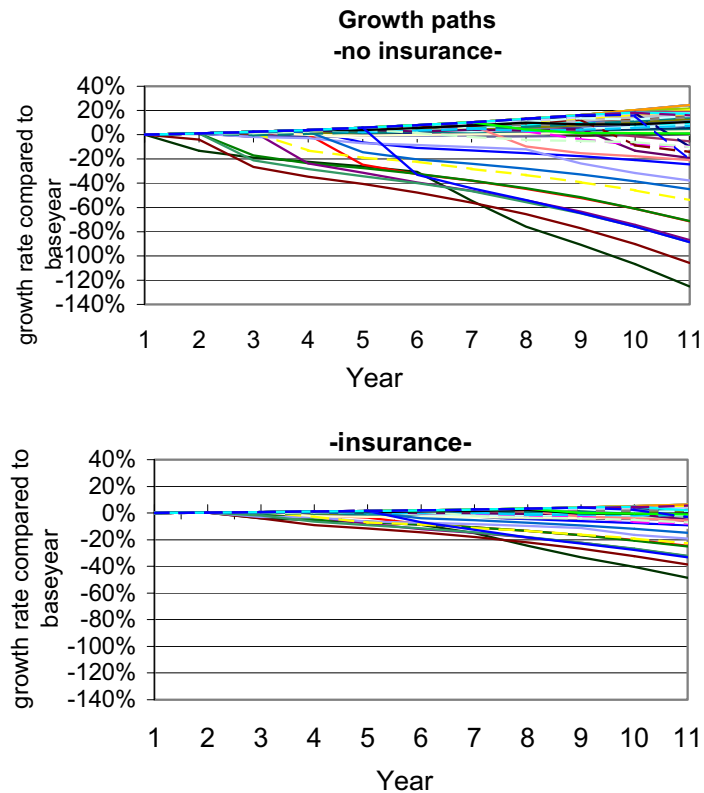 Growth paths
-no insurance-
growth rate compared to
baseyear
40%
20%
0%
-20%
-40%
-60%
-80%
-100%
-120%
-140%
1 2 3 4 5 6 7 8 9 10 11
Year
-insurance-
growth rate compared to
baseyear
40%
20%
0%
-20%
-40%
-60%
-80%
-100%
-120%
-140%
1 2 3 4 5 6 7 8 9 10 11
Year